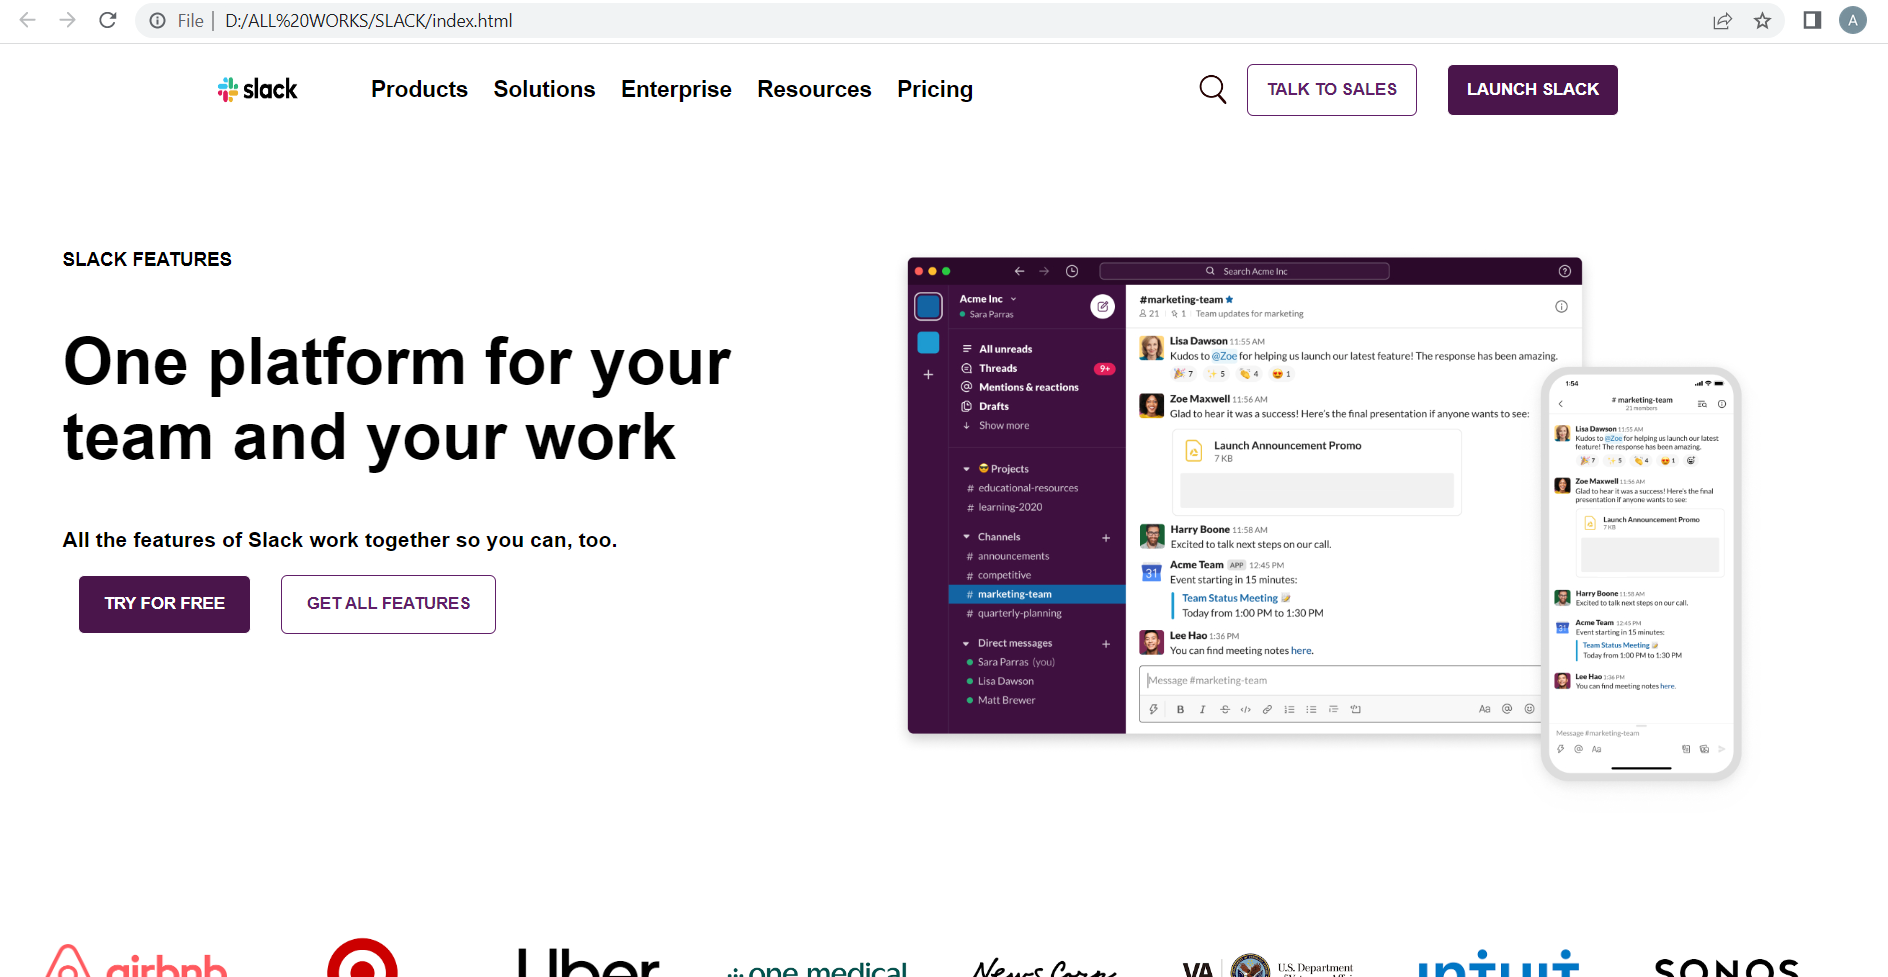 File | D:/ALL%20WORKS/SLACK/index.html
A
slack
Products Solutions Enterprise Resources Pricing
TALK TO SALES
LAUNCH SLACK
SLACK FEATURES
One platform for your
team and your work
All the features of Slack work together so you can, too.
TRY FOR FREE
GET ALL FEATURES
Search Acme Inc
Acme Inc
Sara Parras
All unreads
Threads 9+
Mentions & reactions
Drafts
Show more
Projects
# educational-resources
# learning-2020
Channels +
# announcements
# competitive
# marketing-team
# quarterly-planning
Direct messages +
Sara Parras (you)
Lisa Dawson
Matt Brewer
#marketing-team
21 | 1 | Team updates for marketing
Lisa Dawson 11:55 AM
Kudos to @Zoe for helping us launch our latest feature! The response has been amazing.
7 5 4 1
Zoe Maxwell 11:56 AM
Glad to hear it was a success! Here's the final presentation if anyone wants to see:
Launch Announcement Promo
7 KB
Harry Boone 11:58 AM
Excited to talk next steps on our call.
31
Acme Team APP 12:45 PM
Event starting in 15 minutes:
Team Status Meeting
Today from 1:00 PM to 1:30 PM
Lee Hao 1:36 PM
You can find meeting notes here.
Message #marketing-team
B I S </> Aa @
1:54
# marketing-team
21 members
Lisa Dawson 11:55 AM
Kudos to @Zoe for helping us launch our latest
feature! The response has been amazing.
7 5 4 1
Zoe Maxwell 11:56 AM
Glad to hear it was a success! Here's the final
presentation if anyone wants to see:
Launch Announcement Promo
7 KB
Harry Boone 11:58 AM
Excited to talk next steps on our call.
31
Acme Team 12:45 PM
Event starting in 15 minutes:
Team Status Meeting
Today from 1:00 PM to 1:30 PM
Lee Hao 1:36 PM
You can find meeting notes here.
Message #marketing-team
@ Aa
airbnb
Uber
one medical
News Corp
VA | U.S. Department
intuit
SONOS